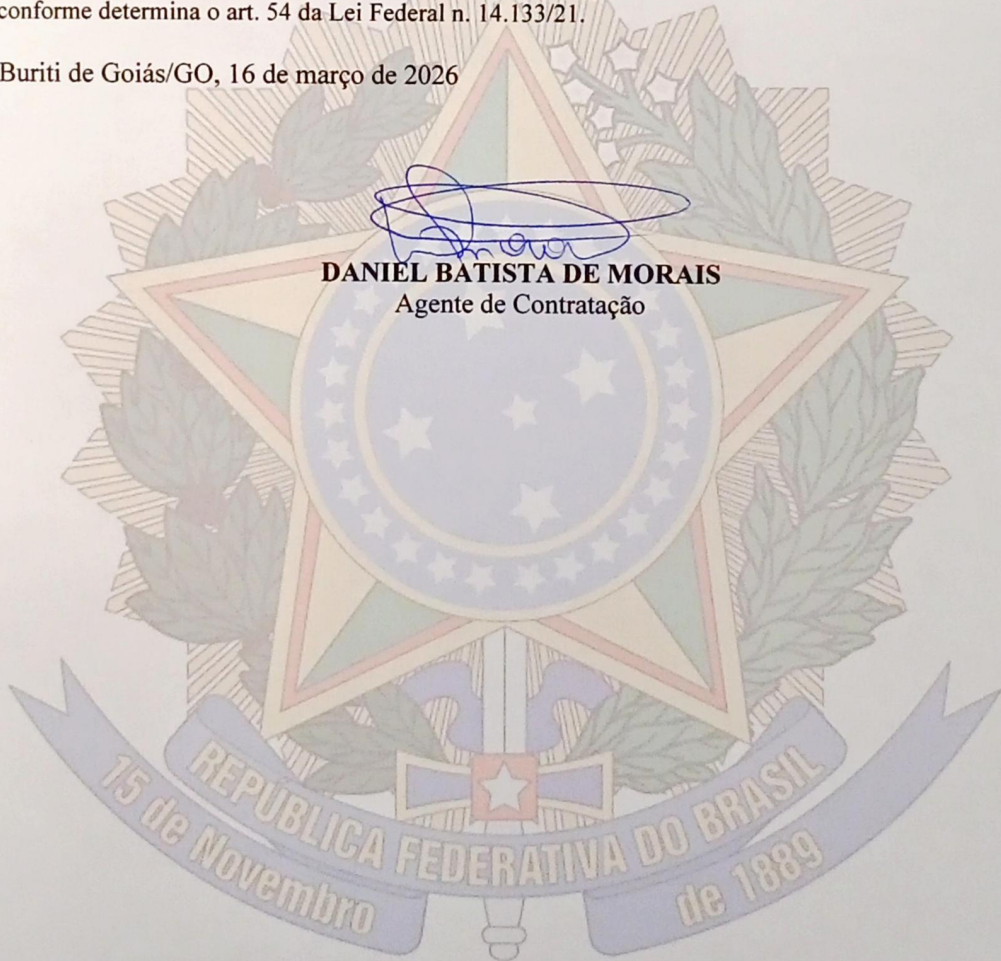 conforme determina o art. 54 da Lei Federal n. 14.133/21.
Buriti de Goiás/GO, 16 de março de 2026
DANIEL BATISTA DE MORAIS
Agente de Contratação
REPÚBLICA FEDERATIVA DO BRASIL
15 de Novembro
de 1889